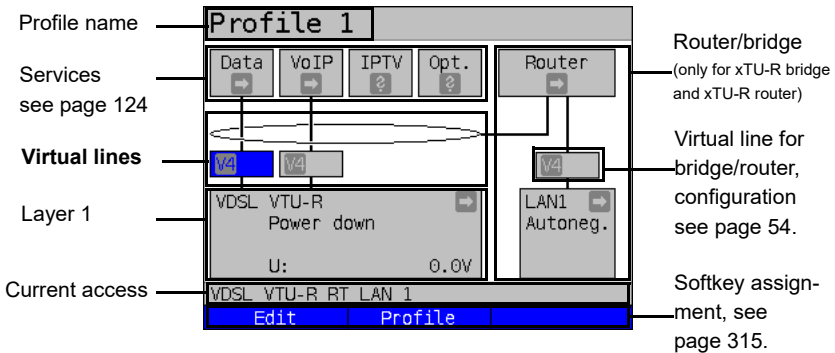 Profile name
Profile 1
Services
see page 124
Data
VoIP
IPTV
Opt.
?
?
Router
Router/bridge
(only for xTU-R bridge
and xTU-R router)
Virtual lines
V4
V4
V4
Virtual line for
bridge/router,
configuration
see page 54.
Layer 1
VDSL VTU-R
Power down
U: 0.0V
LAN1
Autoneg.
Current access
VDSL VTU-R RT LAN 1
Edit
Profile
Softkey assign-
ment, see
page 315.